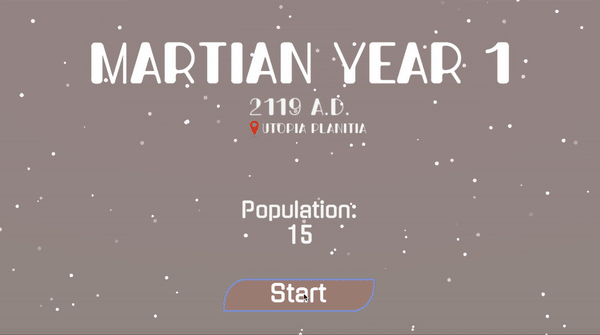 MARTIAN YEAR 1
2119 A.D.
UTOPIA PLANITIA
Population:
15
Start